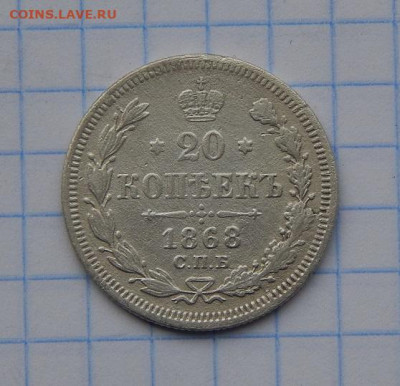 COINS.LAVE.RU
* 20 *
КОПѢЕКЪ
1868
С.П.Б